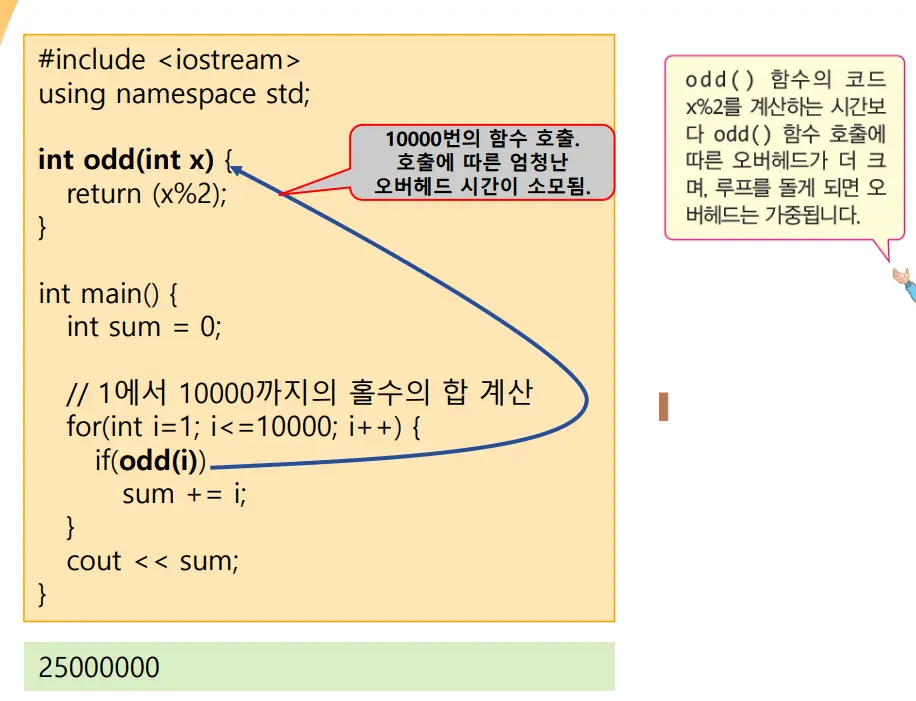 #include <iostream>
using namespace std;
int odd(int x) {
return (x%2);
}
int main() {
int sum = 0;
// 1에서 10000까지의 홀수의 합 계산
for(int i=1; i<=10000; i++) {
if(odd(i))
sum += i;
}
cout << sum;
}
10000번의 함수 호출.
호출에 따른 엄청난
오버헤드 시간이 소모됨.
odd() 함수의 코드
x%2를 계산하는 시간보
다 odd() 함수 호출에
따른 오버헤드가 더 크
며, 루프를 돌게 되면 오
버헤드는 가중됩니다.
25000000